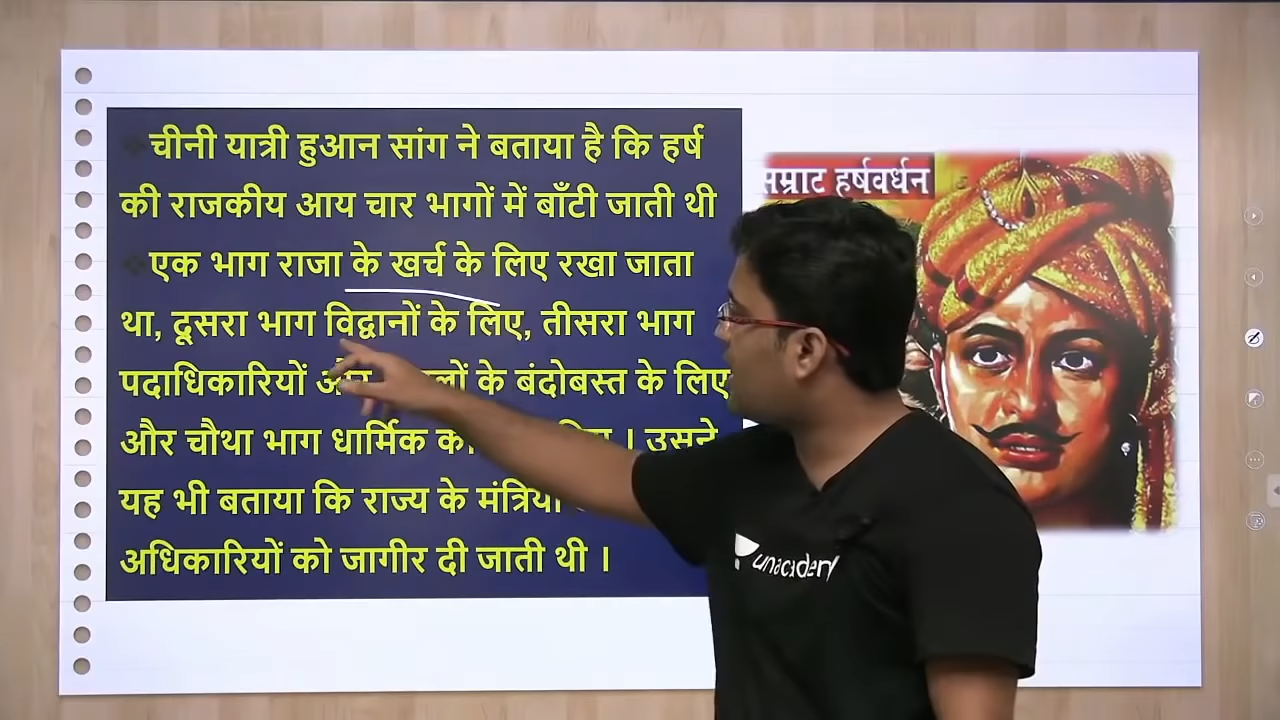 चीनी यात्री हुआन सांग ने बताया है कि हर्ष
की राजकीय आय चार भागों में बाँटी जाती थी
एक भाग राजा के खर्च के लिए रखा जाता
था, दूसरा भाग विद्वानों के लिए, तीसरा भाग
पदाधिकारियों और के बंदोबस्त के लिए
और चौथा भाग धार्मिक । उसने
यह भी बताया कि राज्य के
अधिकारियों को जागीर दी जाती थी ।
सम्राट हर्षवर्धन
unacademy